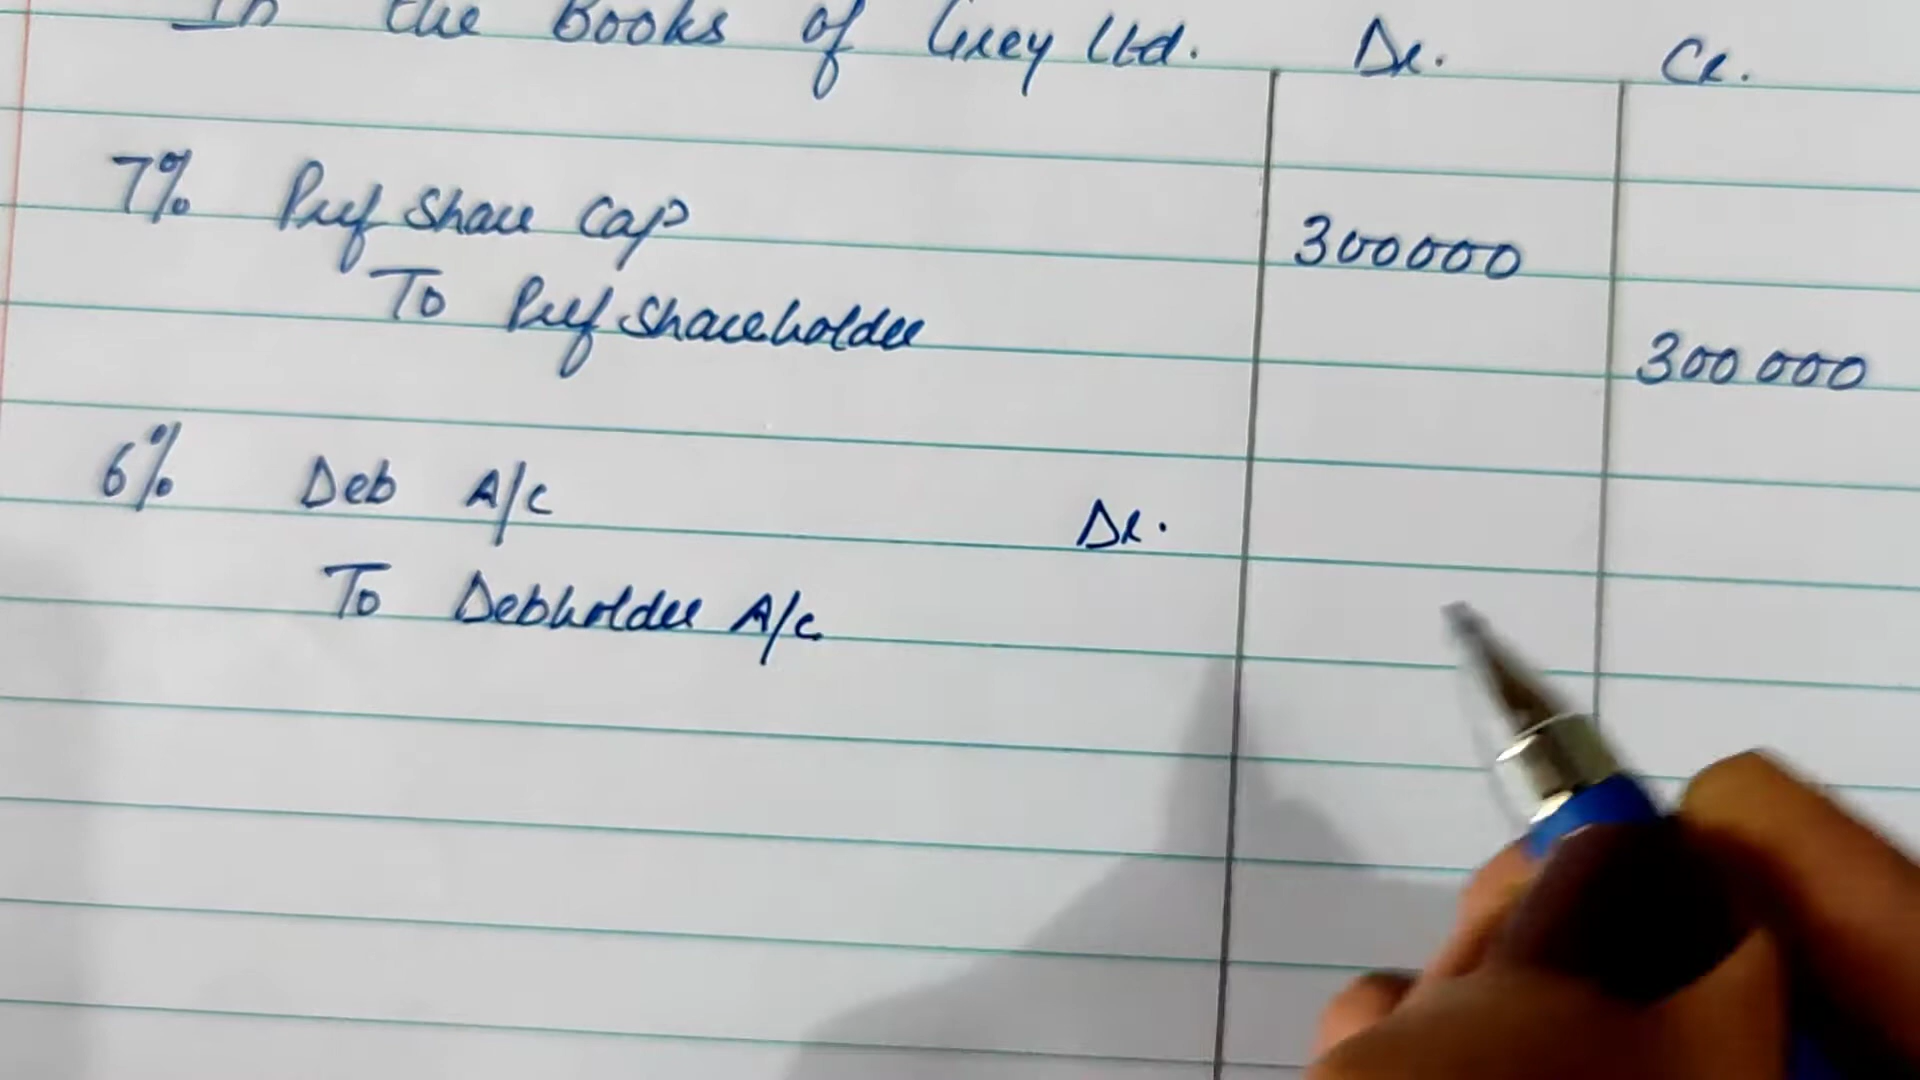 In the Books of Grey Ltd. Dr. Cr.
7% Pref Share Cap 300000
To Pref Shareholder 300000
6% Deb A/c Dr.
To Debholder A/c